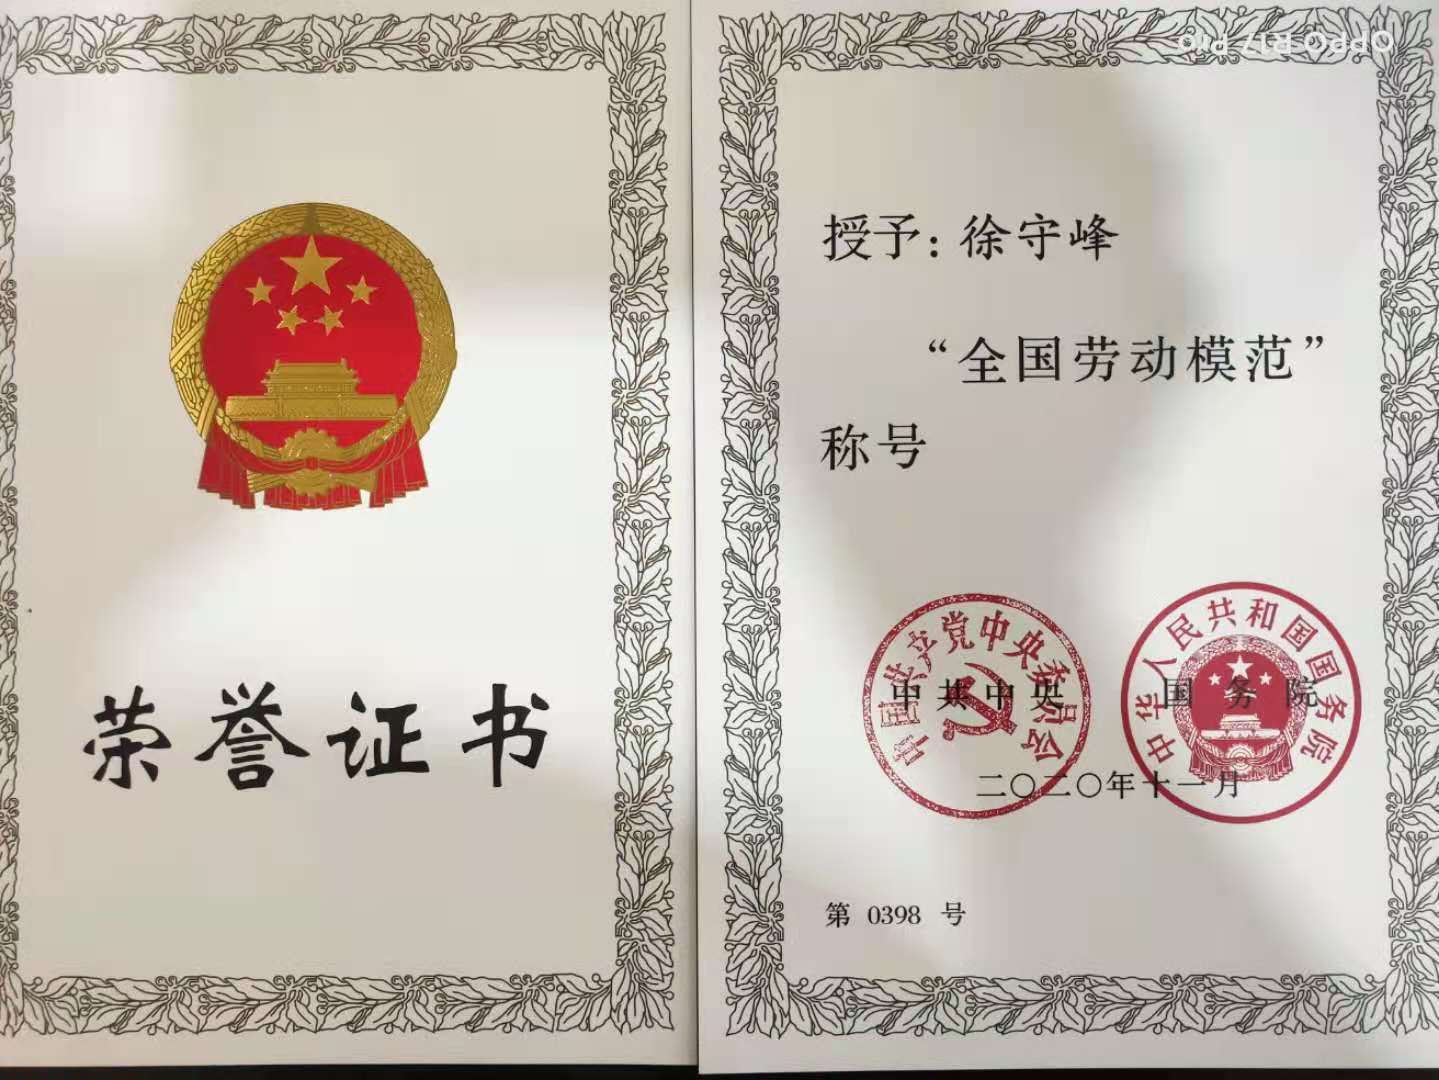 荣誉证书
OPPO R17 Pro
授予：徐守峰
“全国劳动模范”
称号
中国共产党中央委员会
中华人民共和国国务院
中共中央 国务院
二〇二〇年十一月
第 0398 号